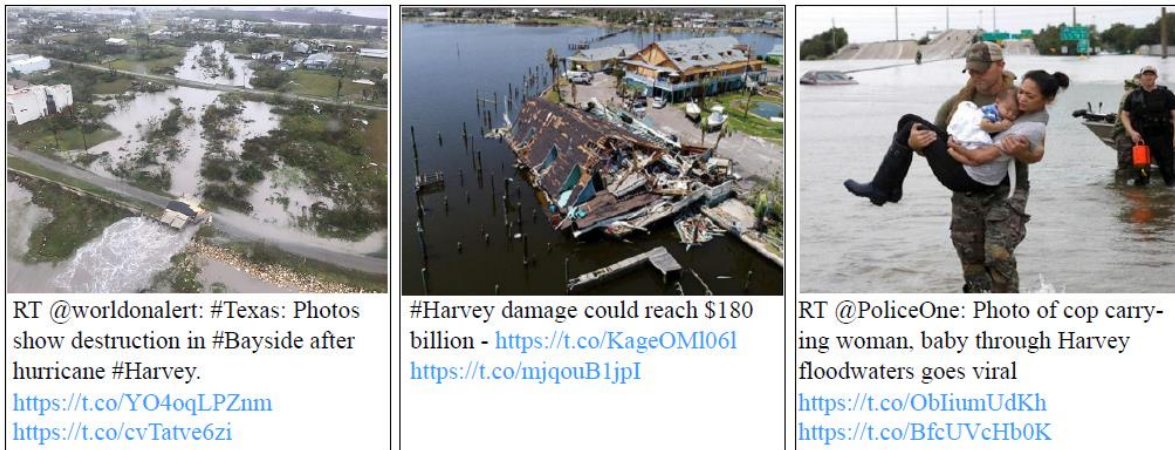 RT @worldonalert: #Texas: Photos
show destruction in #Bayside after
hurricane #Harvey.
https://t.co/YO4oqLPZnm
https://t.co/cvTatve6zi
#Harvey damage could reach $180
billion - https://t.co/KageOMl06l
https://t.co/mjqouB1jpI
RT @PoliceOne: Photo of cop carry-
ing woman, baby through Harvey
floodwaters goes viral
https://t.co/ObIiumUdKh
https://t.co/BfcUVcHb0K